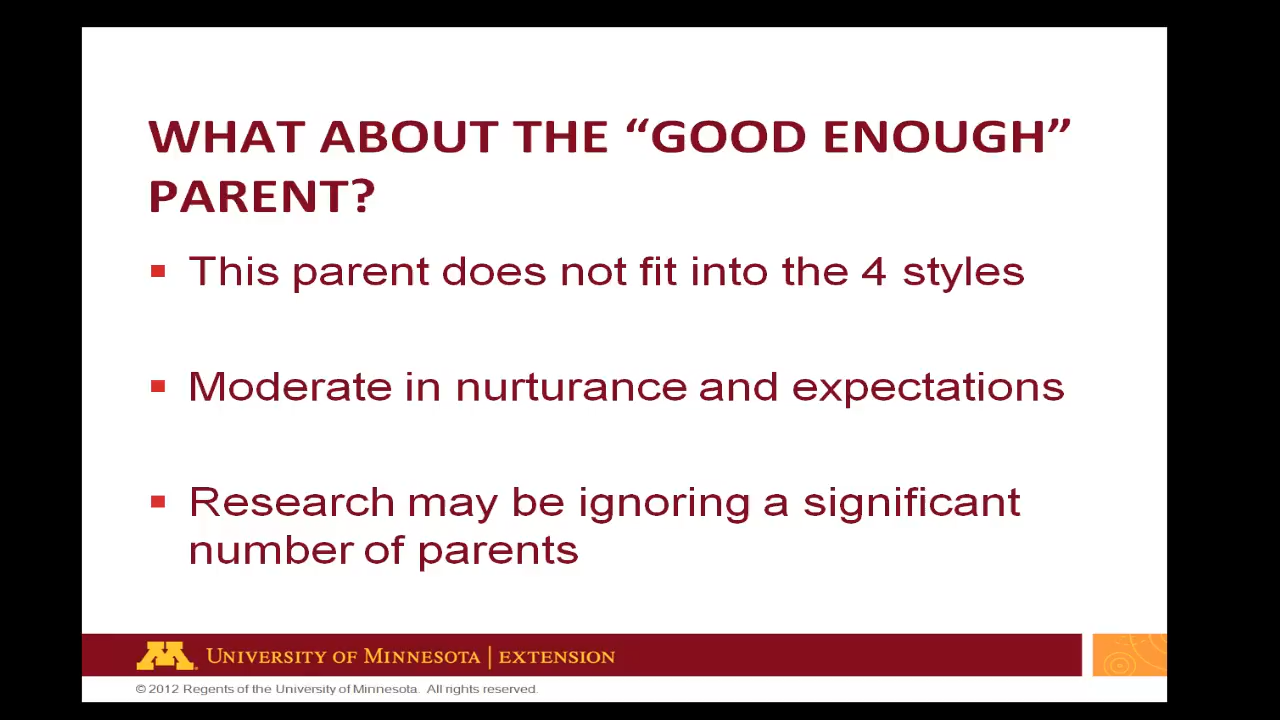 WHAT ABOUT THE “GOOD ENOUGH”
PARENT?
▪ This parent does not fit into the 4 styles
▪ Moderate in nurturance and expectations
▪ Research may be ignoring a significant
number of parents
M
UNIVERSITY OF MINNESOTA | EXTENSION
© 2012 Regents of the University of Minnesota. All rights reserved.